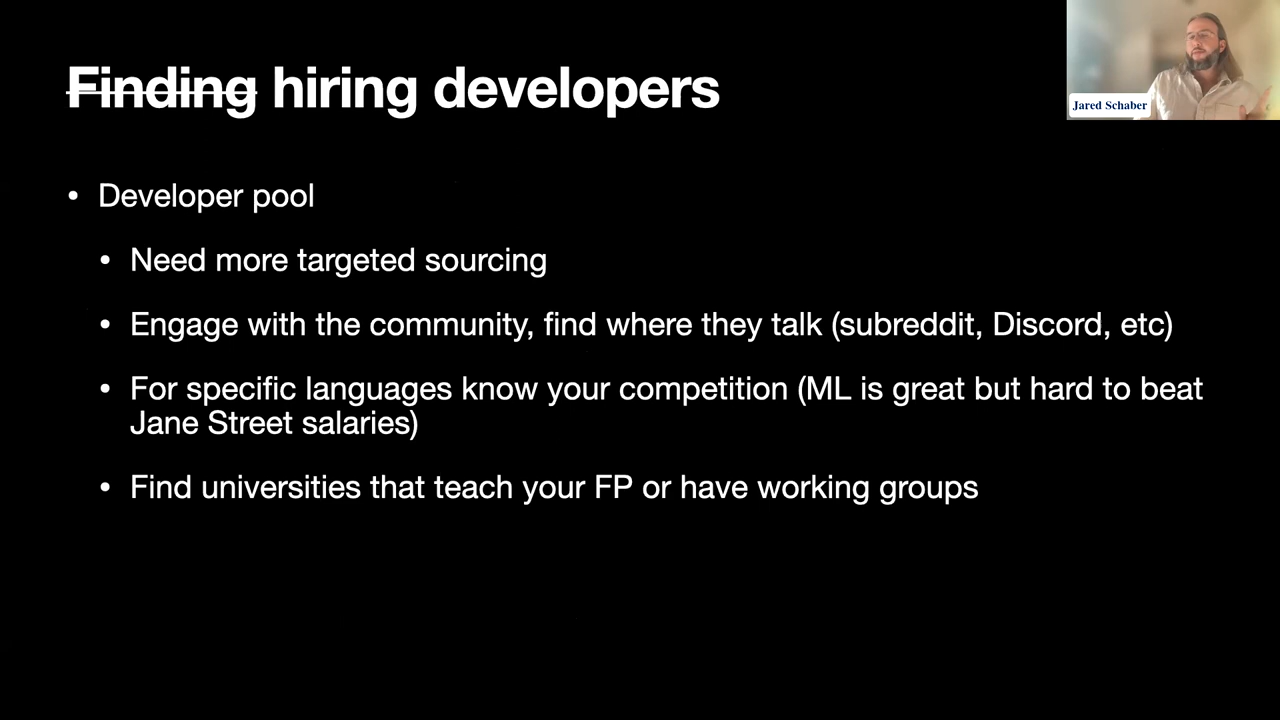 Finding hiring developers
Jared Schaber
• Developer pool
• Need more targeted sourcing
• Engage with the community, find where they talk (subreddit, Discord, etc)
• For specific languages know your competition (ML is great but hard to beat
Jane Street salaries)
• Find universities that teach your FP or have working groups